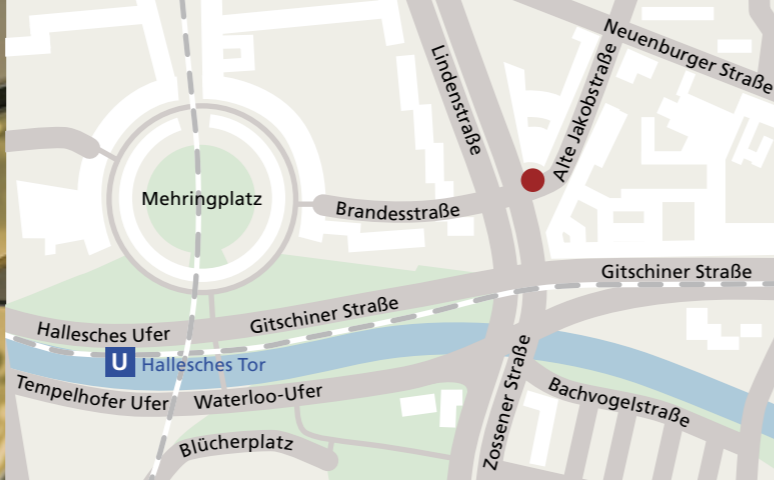 Neuenburger Straße
Lindenstraße
Alte Jakobstraße
Mehringplatz
Brandesstraße
Gitschiner Straße
Gitschiner Straße
Hallesches Ufer
U Hallesches Tor
Tempelhofer Ufer
Waterloo-Ufer
Zossener Straße
Bachvogelstraße
Blücherplatz